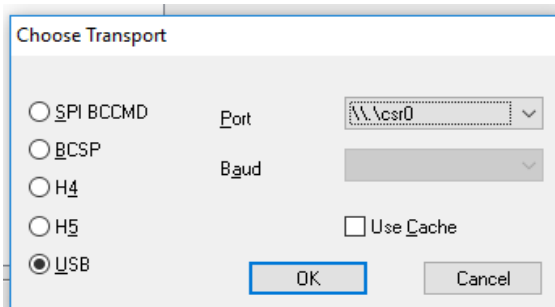 Choose Transport
SPI BCCMD
Port
\\.\csr0
BCSP
Baud
H4
H5
Use Cache
USB
OK
Cancel